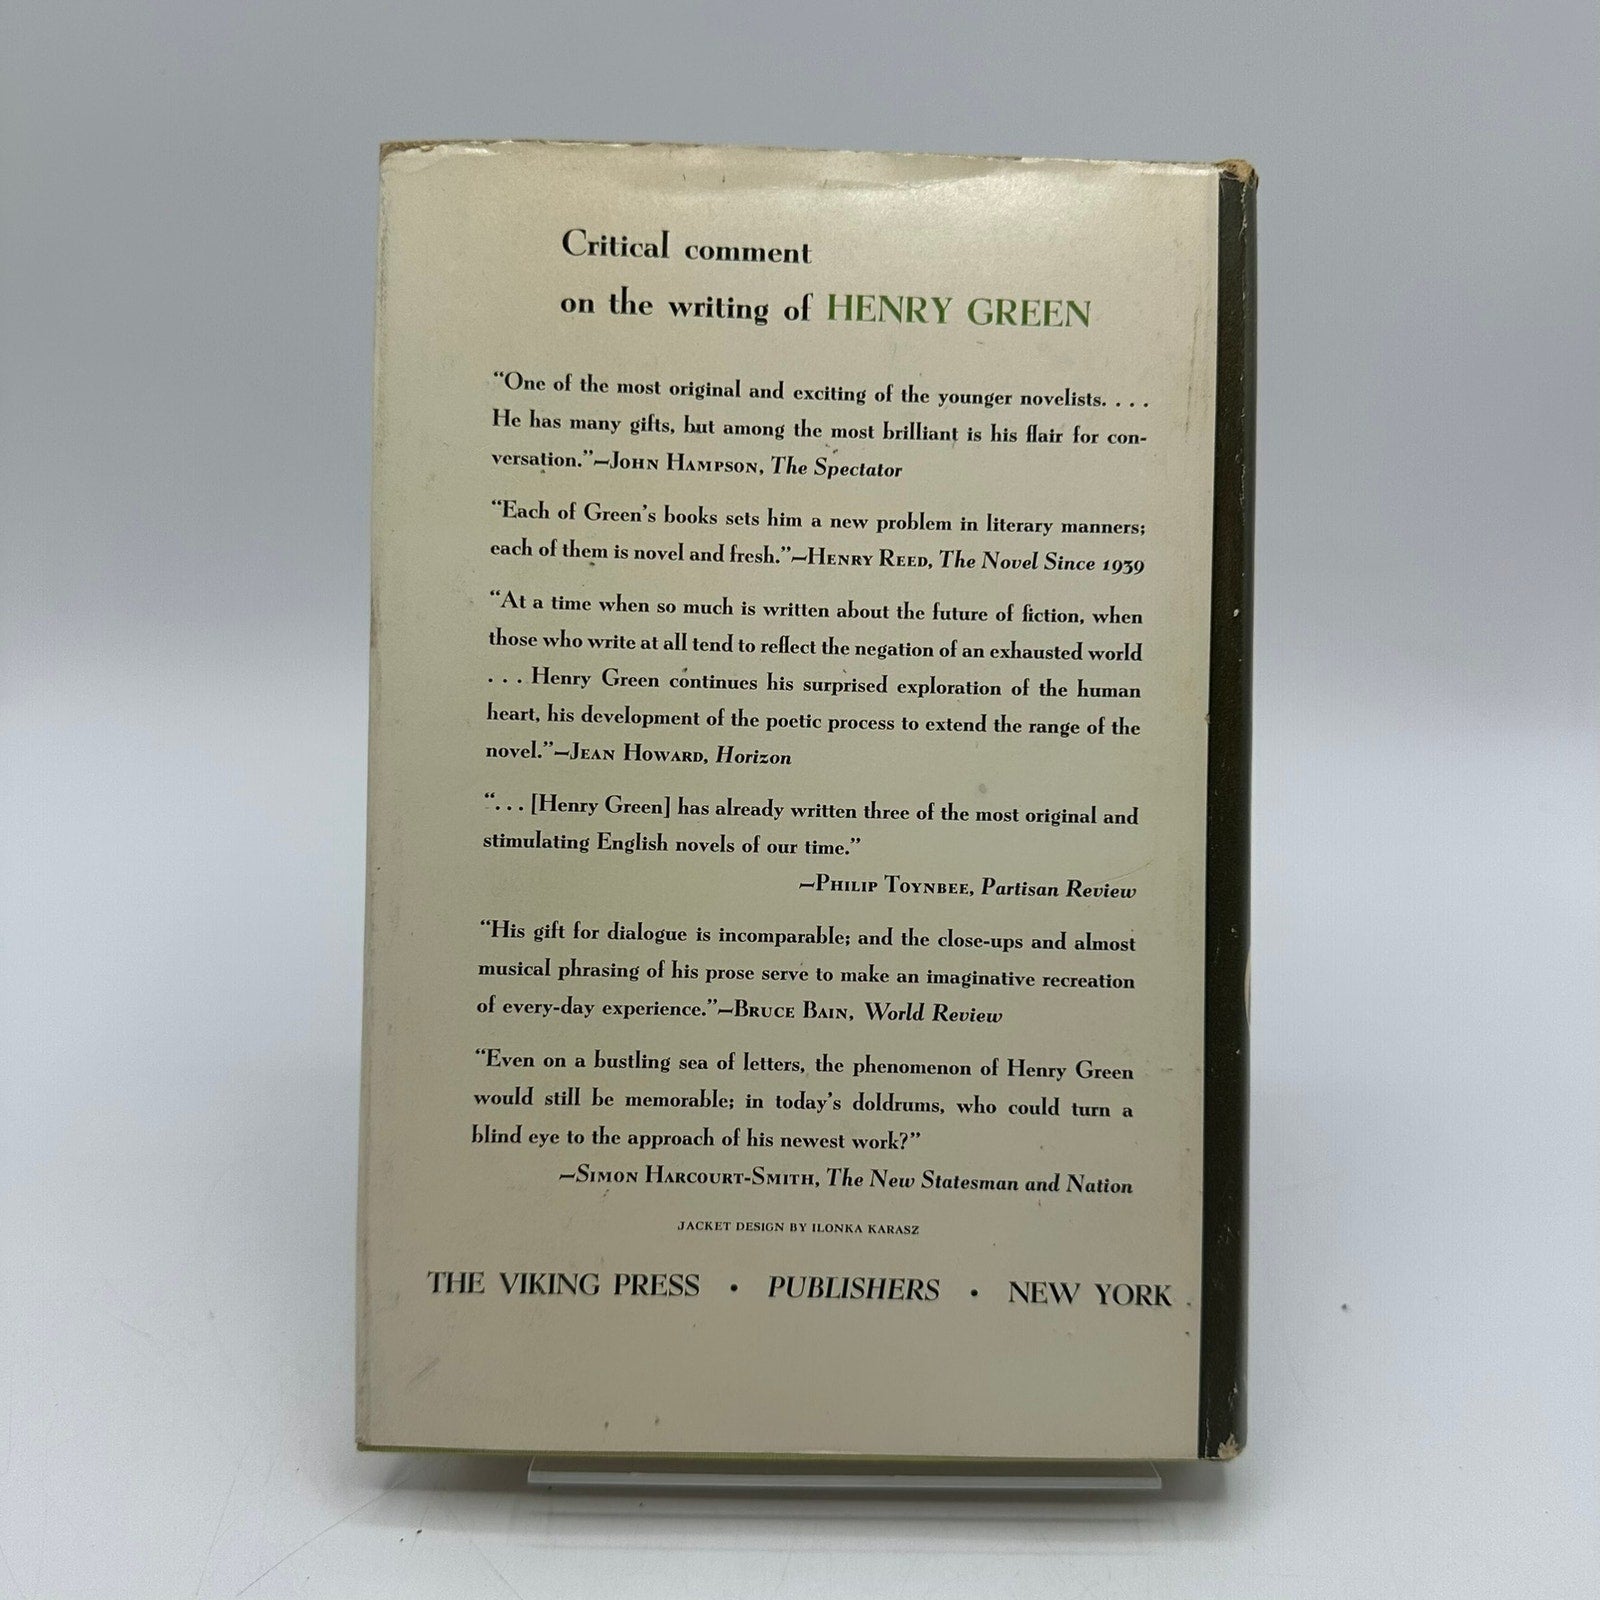 Critical comment
on the writing of HENRY GREEN
“One of the most original and exciting of the younger novelists. . . .
He has many gifts, but among the most brilliant is his flair for con-
versation.”—JOHN HAMPSON, The Spectator
“Each of Green’s books sets him a new problem in literary manners;
each of them is novel and fresh.”—HENRY REED, The Novel Since 1939
“At a time when so much is written about the future of fiction, when
those who write at all tend to reflect the negation of an exhausted world
. . . Henry Green continues his surprised exploration of the human
heart, his development of the poetic process to extend the range of the
novel.”—JEAN HOWARD, Horizon
“. . . [Henry Green] has already written three of the most original and
stimulating English novels of our time.”
—PHILIP TOYNBEE, Partisan Review
“His gift for dialogue is incomparable; and the close-ups and almost
musical phrasing of his prose serve to make an imaginative recreation
of every-day experience.”—BRUCE BAIN, World Review
“Even on a bustling sea of letters, the phenomenon of Henry Green
would still be memorable; in today’s doldrums, who could turn a
blind eye to the approach of his newest work?”
—SIMON HARCOURT-SMITH, The New Statesman and Nation
JACKET DESIGN BY ILONKA KARASZ
THE VIKING PRESS • PUBLISHERS • NEW YORK